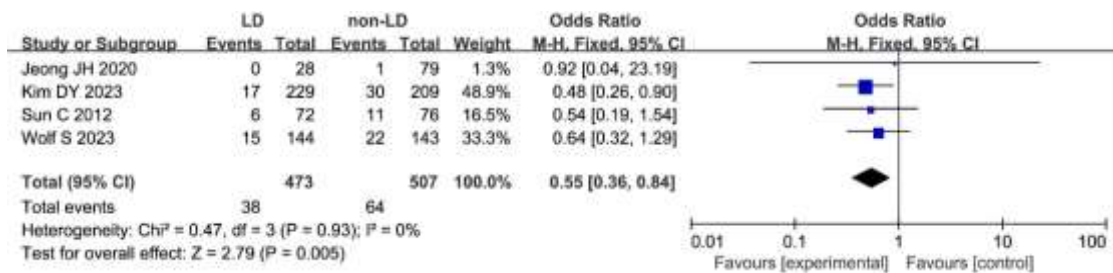 LD non-LD Odds Ratio Odds Ratio
Study or Subgroup Events Total Events Total Weight M-H, Fixed, 95% CI M-H, Fixed, 95% CI
Jeong JH 2020 0 28 1 79 1.3% 0.92 [0.04, 23.19]
Kim DY 2023 17 229 30 209 48.9% 0.48 [0.26, 0.90]
Sun C 2012 6 72 11 76 16.5% 0.54 [0.19, 1.54]
Wolf S 2023 15 144 22 143 33.3% 0.64 [0.32, 1.29]
Total (95% CI) 473 507 100.0% 0.55 [0.36, 0.84]
Total events 38 64
Heterogeneity: Chi² = 0.47, df = 3 (P = 0.93); I² = 0%
Test for overall effect: Z = 2.79 (P = 0.005)
0.01 0.1 1 10 100
Favours [experimental] Favours [control]